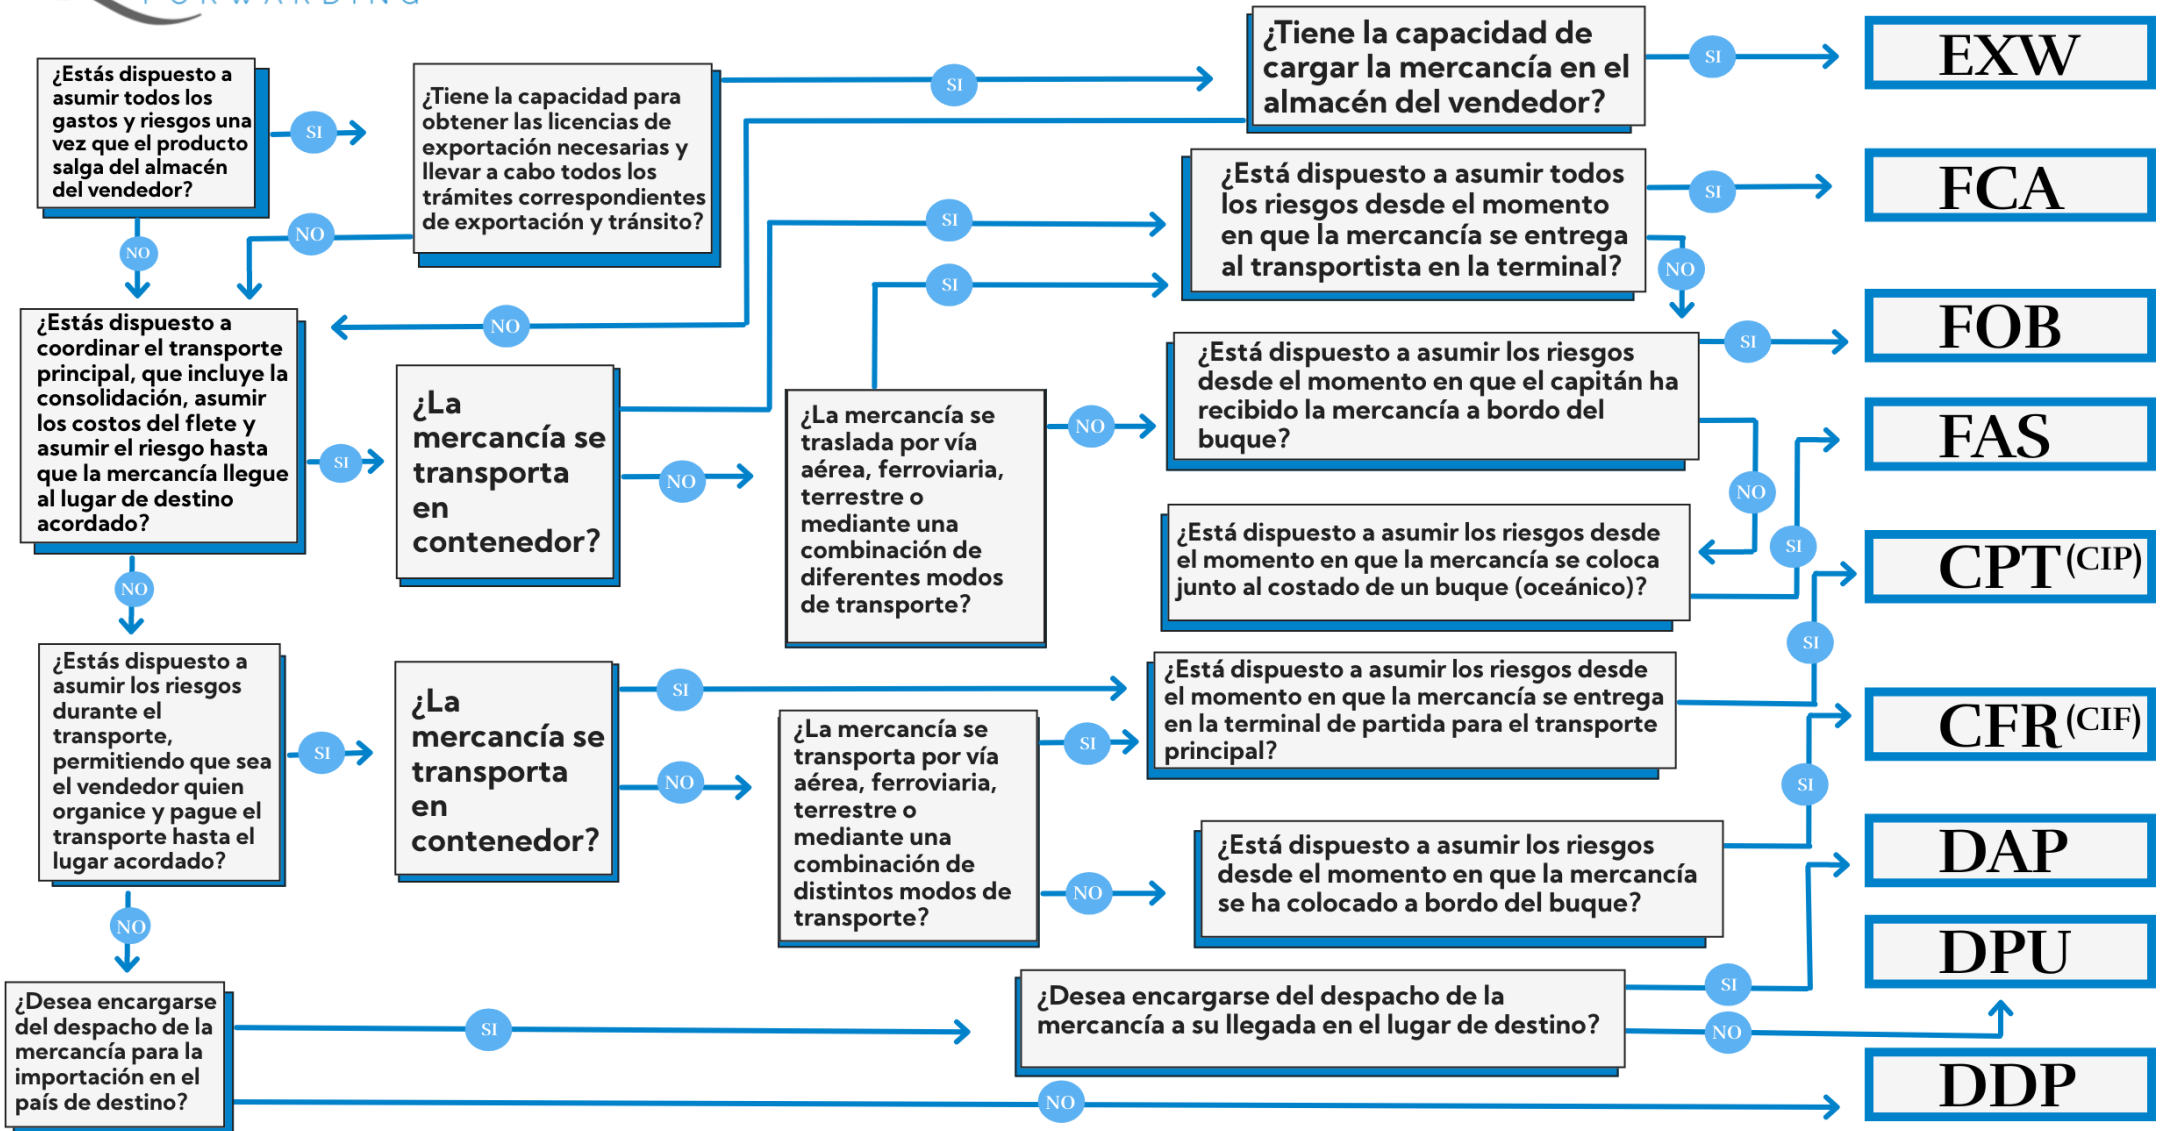 FORWARDING
¿Estás dispuesto a
asumir todos los
gastos y riesgos una
vez que el producto
salga del almacén
del vendedor?
SI
NO
¿Tiene la capacidad para
obtener las licencias de
exportación necesarias y
llevar a cabo todos los
trámites correspondientes
de exportación y tránsito?
SI
NO
¿Tiene la capacidad de
cargar la mercancía en el
almacén del vendedor?
SI
EXW
NO
¿Estás dispuesto a
coordinar el transporte
principal, que incluye la
consolidación, asumir
los costos del flete y
asumir el riesgo hasta
que la mercancía llegue
al lugar de destino
acordado?
SI
NO
¿La
mercancía se
transporta
en
contenedor?
SI
NO
¿La mercancía se
traslada por vía
aérea, ferroviaria,
terrestre o
mediante una
combinación de
diferentes modos
de transporte?
SI
NO
¿Está dispuesto a asumir todos
los riesgos desde el momento
en que la mercancía se entrega
al transportista en la terminal?
SI
FCA
NO
¿Está dispuesto a asumir los riesgos
desde el momento en que el capitán ha
recibido la mercancía a bordo del
buque?
SI
FOB
NO
¿Está dispuesto a asumir los riesgos desde
el momento en que la mercancía se coloca
junto al costado de un buque (oceánico)?
SI
FAS
¿Estás dispuesto a
asumir los riesgos
durante el
transporte,
permitiendo que sea
el vendedor quien
organice y pague el
transporte hasta el
lugar acordado?
SI
NO
¿La
mercancía se
transporta
en
contenedor?
SI
NO
¿La mercancía se
transporta por vía
aérea, ferroviaria,
terrestre o
mediante una
combinación de
distintos modos de
transporte?
SI
NO
¿Está dispuesto a asumir los riesgos desde
el momento en que la mercancía se entrega
en la terminal de partida para el transporte
principal?
SI
CPT (CIP)
¿Está dispuesto a asumir los riesgos
desde el momento en que la mercancía
se ha colocado a bordo del buque?
SI
CFR (CIF)
¿Desea encargarse
del despacho de la
mercancía para la
importación en el
país de destino?
SI
NO
¿Desea encargarse del despacho de la
mercancía a su llegada en el lugar de destino?
SI
DAP
NO
DPU
DDP